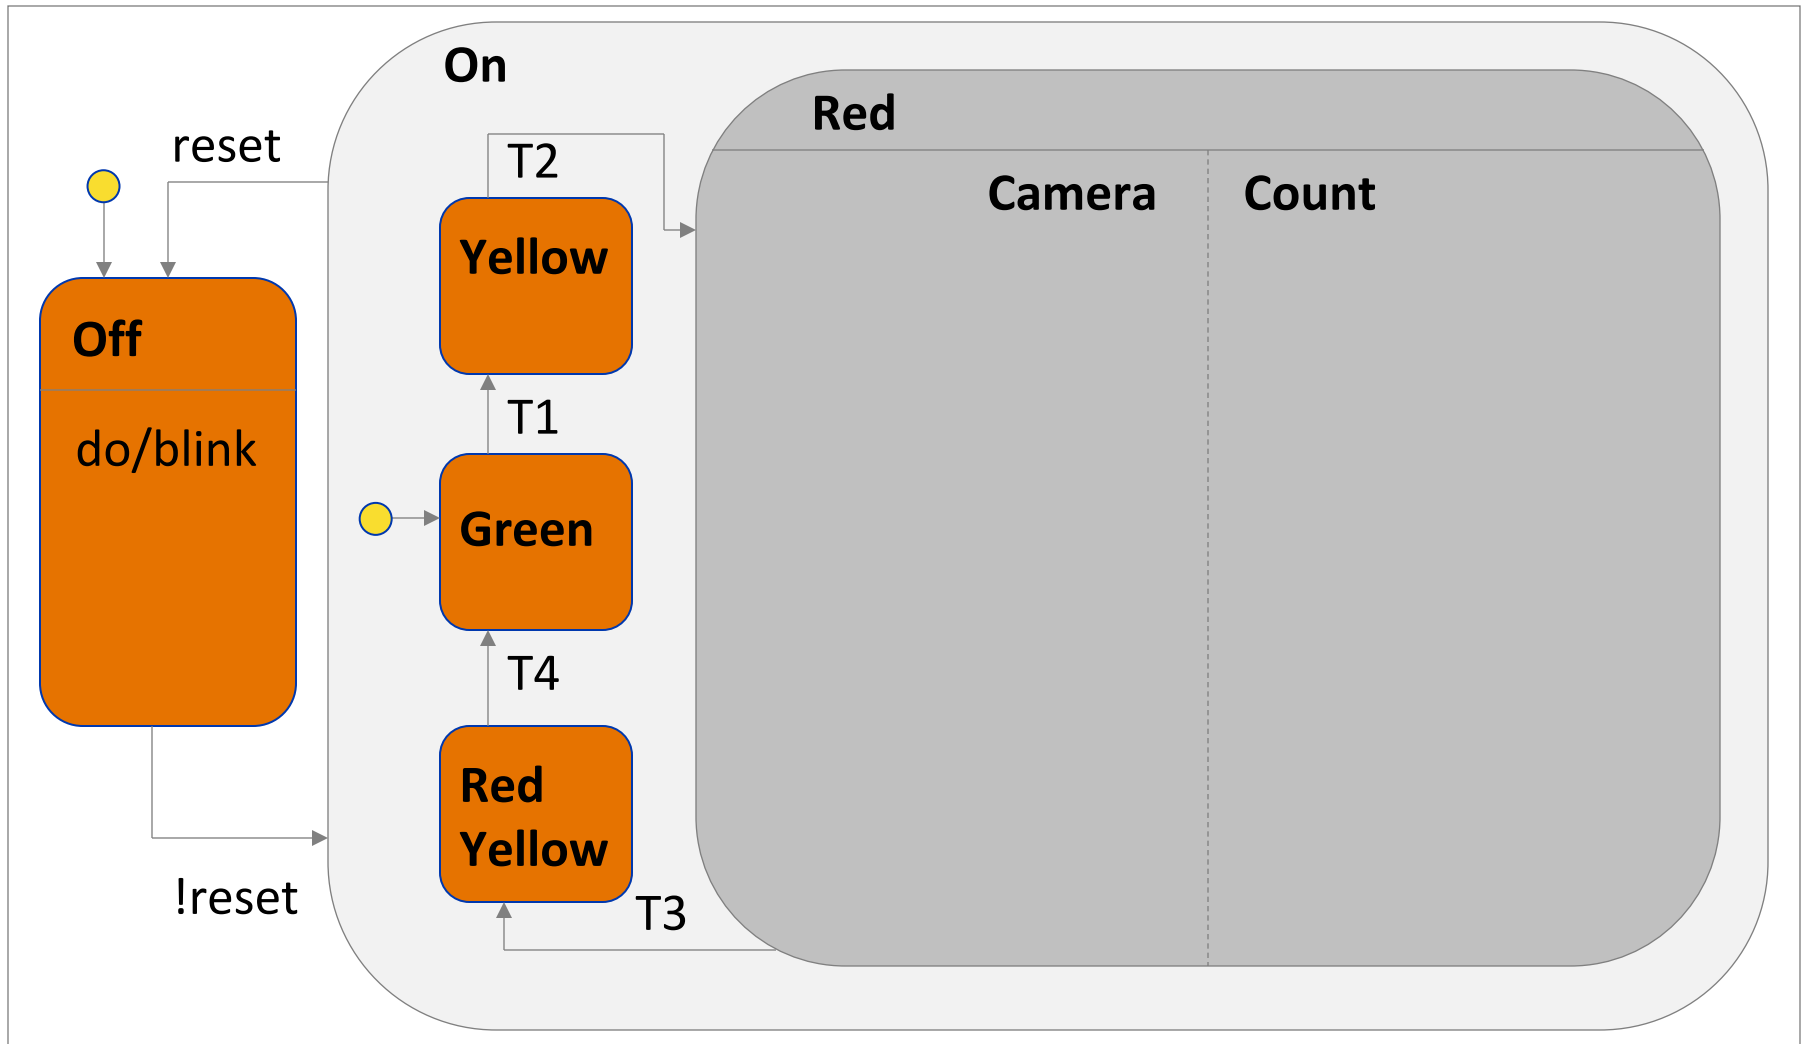 On
Red
reset
T2
Camera
Count
Yellow
Off
T1
do/blink
Green
T4
Red
Yellow
!reset
T3